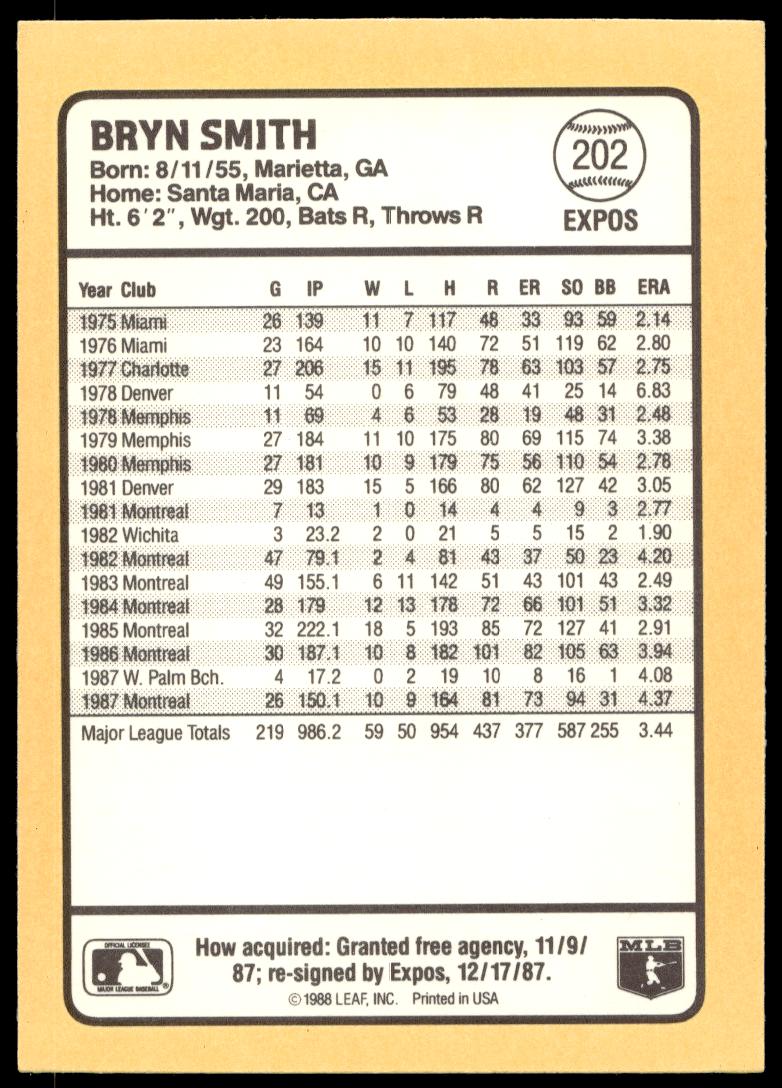 BRYN SMITH
Born: 8/11/55, Marietta, GA
Home: Santa Maria, CA
Ht. 6'2", Wgt. 200, Bats R, Throws R
202
EXPOS
Year Club G IP W L H R ER SO BB ERA
1975 Miami 26 139 11 7 117 48 33 93 59 2.14
1976 Miami 23 164 10 10 140 72 51 119 62 2.80
1977 Charlotte 27 206 15 11 195 78 63 103 57 2.75
1978 Denver 11 54 0 6 79 48 41 25 14 6.83
1978 Memphis 11 69 4 6 53 28 19 48 31 2.48
1979 Memphis 27 184 11 10 175 80 69 115 74 3.38
1980 Memphis 27 181 10 9 179 75 56 110 54 2.78
1981 Denver 29 183 15 5 166 80 62 127 42 3.05
1981 Montreal 7 13 1 0 14 4 4 9 3 2.77
1982 Wichita 3 23.2 2 0 21 5 5 15 2 1.90
1982 Montreal 47 79.1 2 4 81 43 37 50 23 4.20
1983 Montreal 49 155.1 6 11 142 51 43 101 43 2.49
1984 Montreal 28 179 12 13 178 72 66 101 51 3.32
1985 Montreal 32 222.1 18 5 193 85 72 127 41 2.91
1986 Montreal 30 187.1 10 8 182 101 82 105 63 3.94
1987 W. Palm Bch. 4 17.2 0 2 19 10 8 16 1 4.08
1987 Montreal 26 150.1 10 9 164 81 73 94 31 4.37
Major League Totals 219 986.2 59 50 954 437 377 587 255 3.44
OFFICIAL LICENSEE
MAJOR LEAGUE BASEBALL®
How acquired: Granted free agency, 11/9/
87; re-signed by Expos, 12/17/87.
©1988 LEAF, INC. Printed in USA
MLB